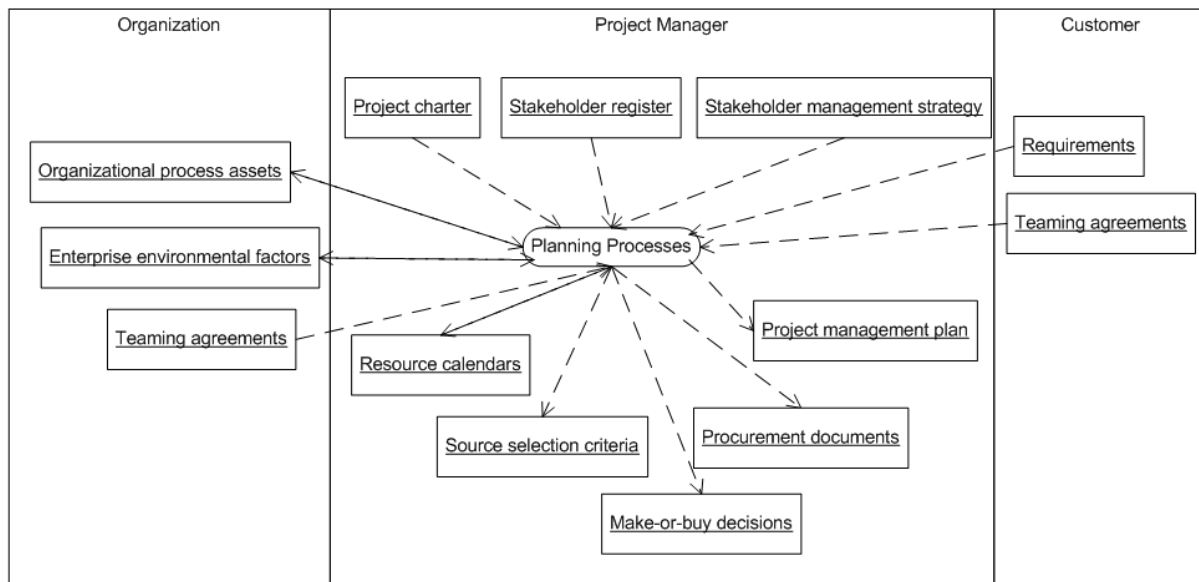 Organization
Project Manager
Customer
Project charter
Stakeholder register
Stakeholder management strategy
Requirements
Organizational process assets
Teaming agreements
Planning Processes
Enterprise environmental factors
Teaming agreements
Project management plan
Resource calendars
Source selection criteria
Procurement documents
Make-or-buy decisions